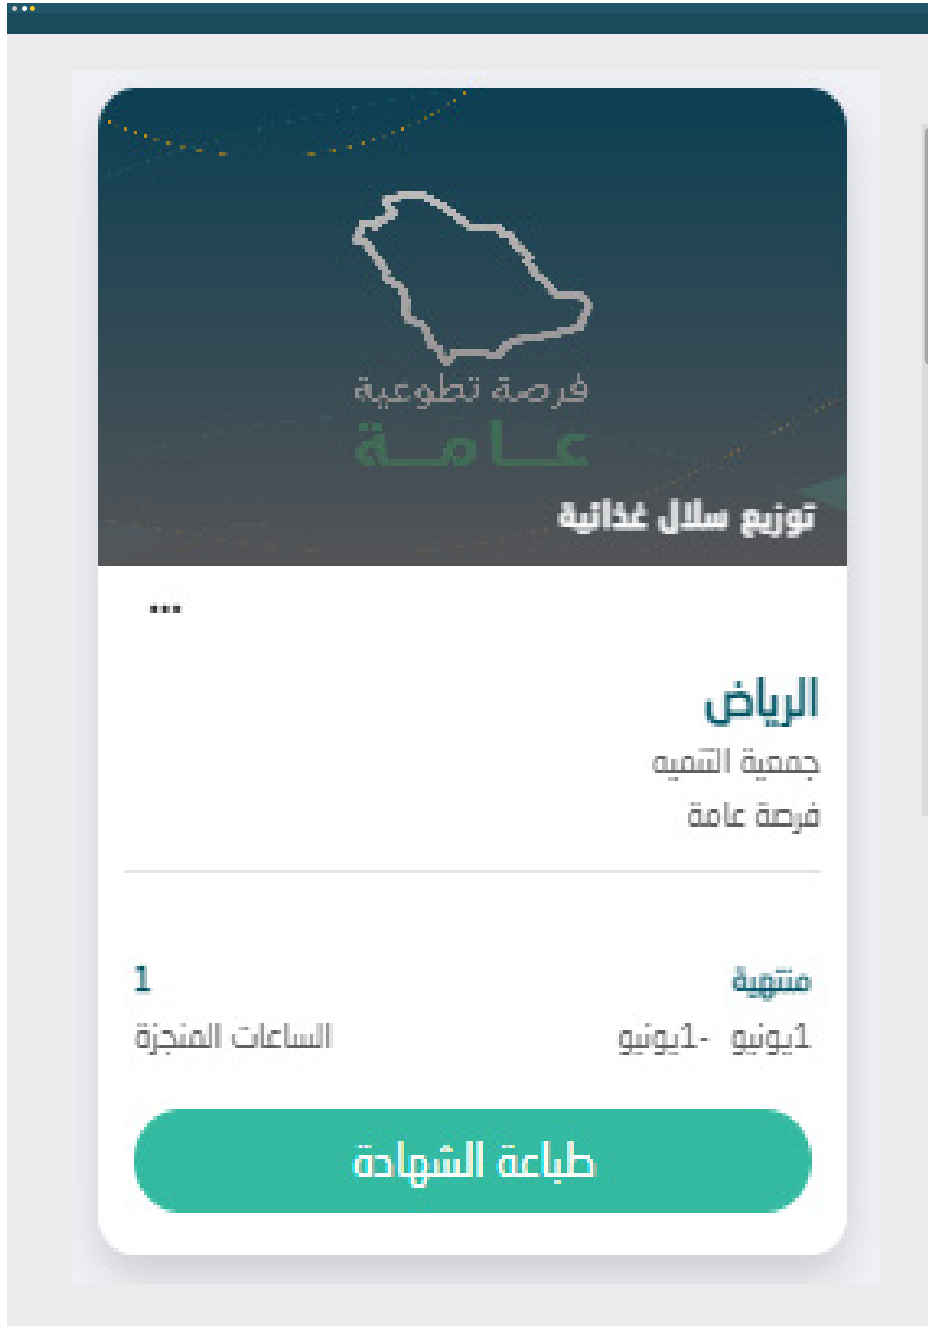 فرصة تطوعية
عامة
توزيع سلال غذائية
...
الرياض
جمعية التنميه
فرصة عامة
منتهية
1يونيو -1يونيو
1
الساعات المنجزة
طباعة الشهادة